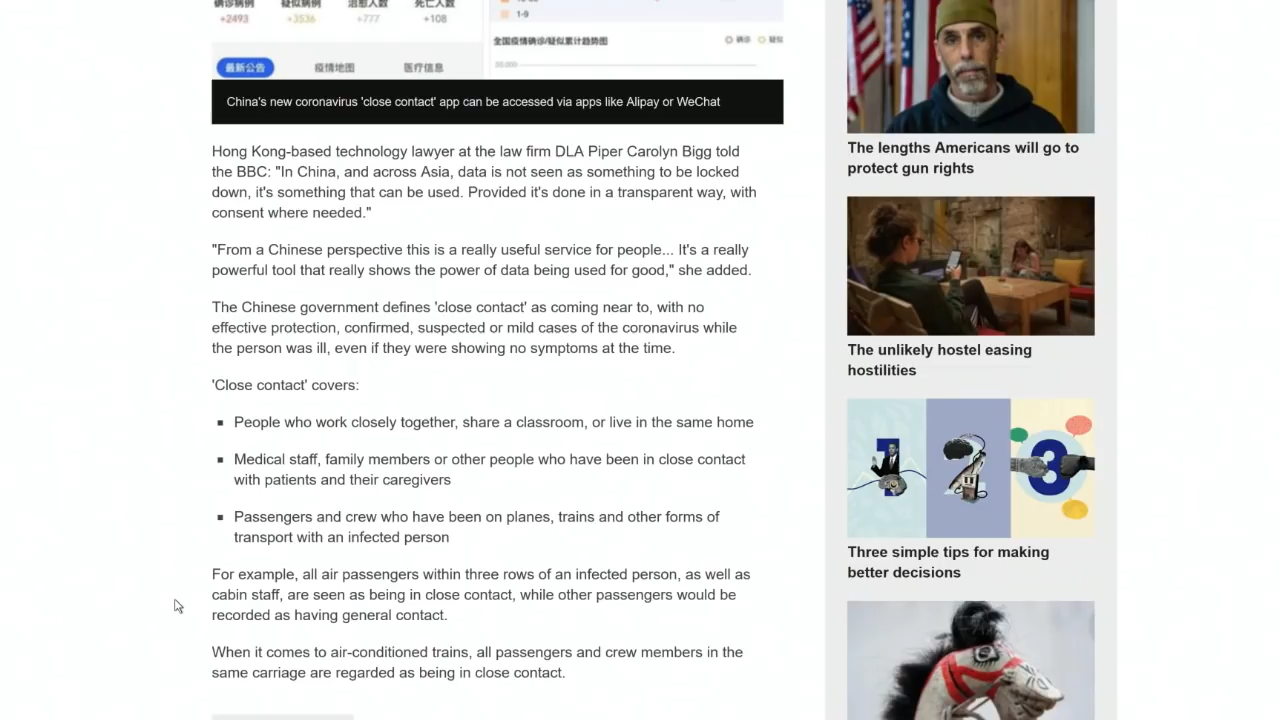 确诊病例 疑似病例 治愈人数 死亡人数
+2493 +3536 +777 +108
1-9
全国疫情确诊/疑似累计趋势图 确诊 疑似
最新公告 疫情地图 医疗信息
China's new coronavirus 'close contact' app can be accessed via apps like Alipay or WeChat
Hong Kong-based technology lawyer at the law firm DLA Piper Carolyn Bigg told
the BBC: "In China, and across Asia, data is not seen as something to be locked
down, it's something that can be used. Provided it's done in a transparent way, with
consent where needed."
"From a Chinese perspective this is a really useful service for people... It's a really
powerful tool that really shows the power of data being used for good," she added.
The Chinese government defines 'close contact' as coming near to, with no
effective protection, confirmed, suspected or mild cases of the coronavirus while
the person was ill, even if they were showing no symptoms at the time.
'Close contact' covers:
People who work closely together, share a classroom, or live in the same home
Medical staff, family members or other people who have been in close contact
with patients and their caregivers
Passengers and crew who have been on planes, trains and other forms of
transport with an infected person
For example, all air passengers within three rows of an infected person, as well as
cabin staff, are seen as being in close contact, while other passengers would be
recorded as having general contact.
When it comes to air-conditioned trains, all passengers and crew members in the
same carriage are regarded as being in close contact.
The lengths Americans will go to
protect gun rights
The unlikely hostel easing
hostilities
1 2 3
Three simple tips for making
better decisions